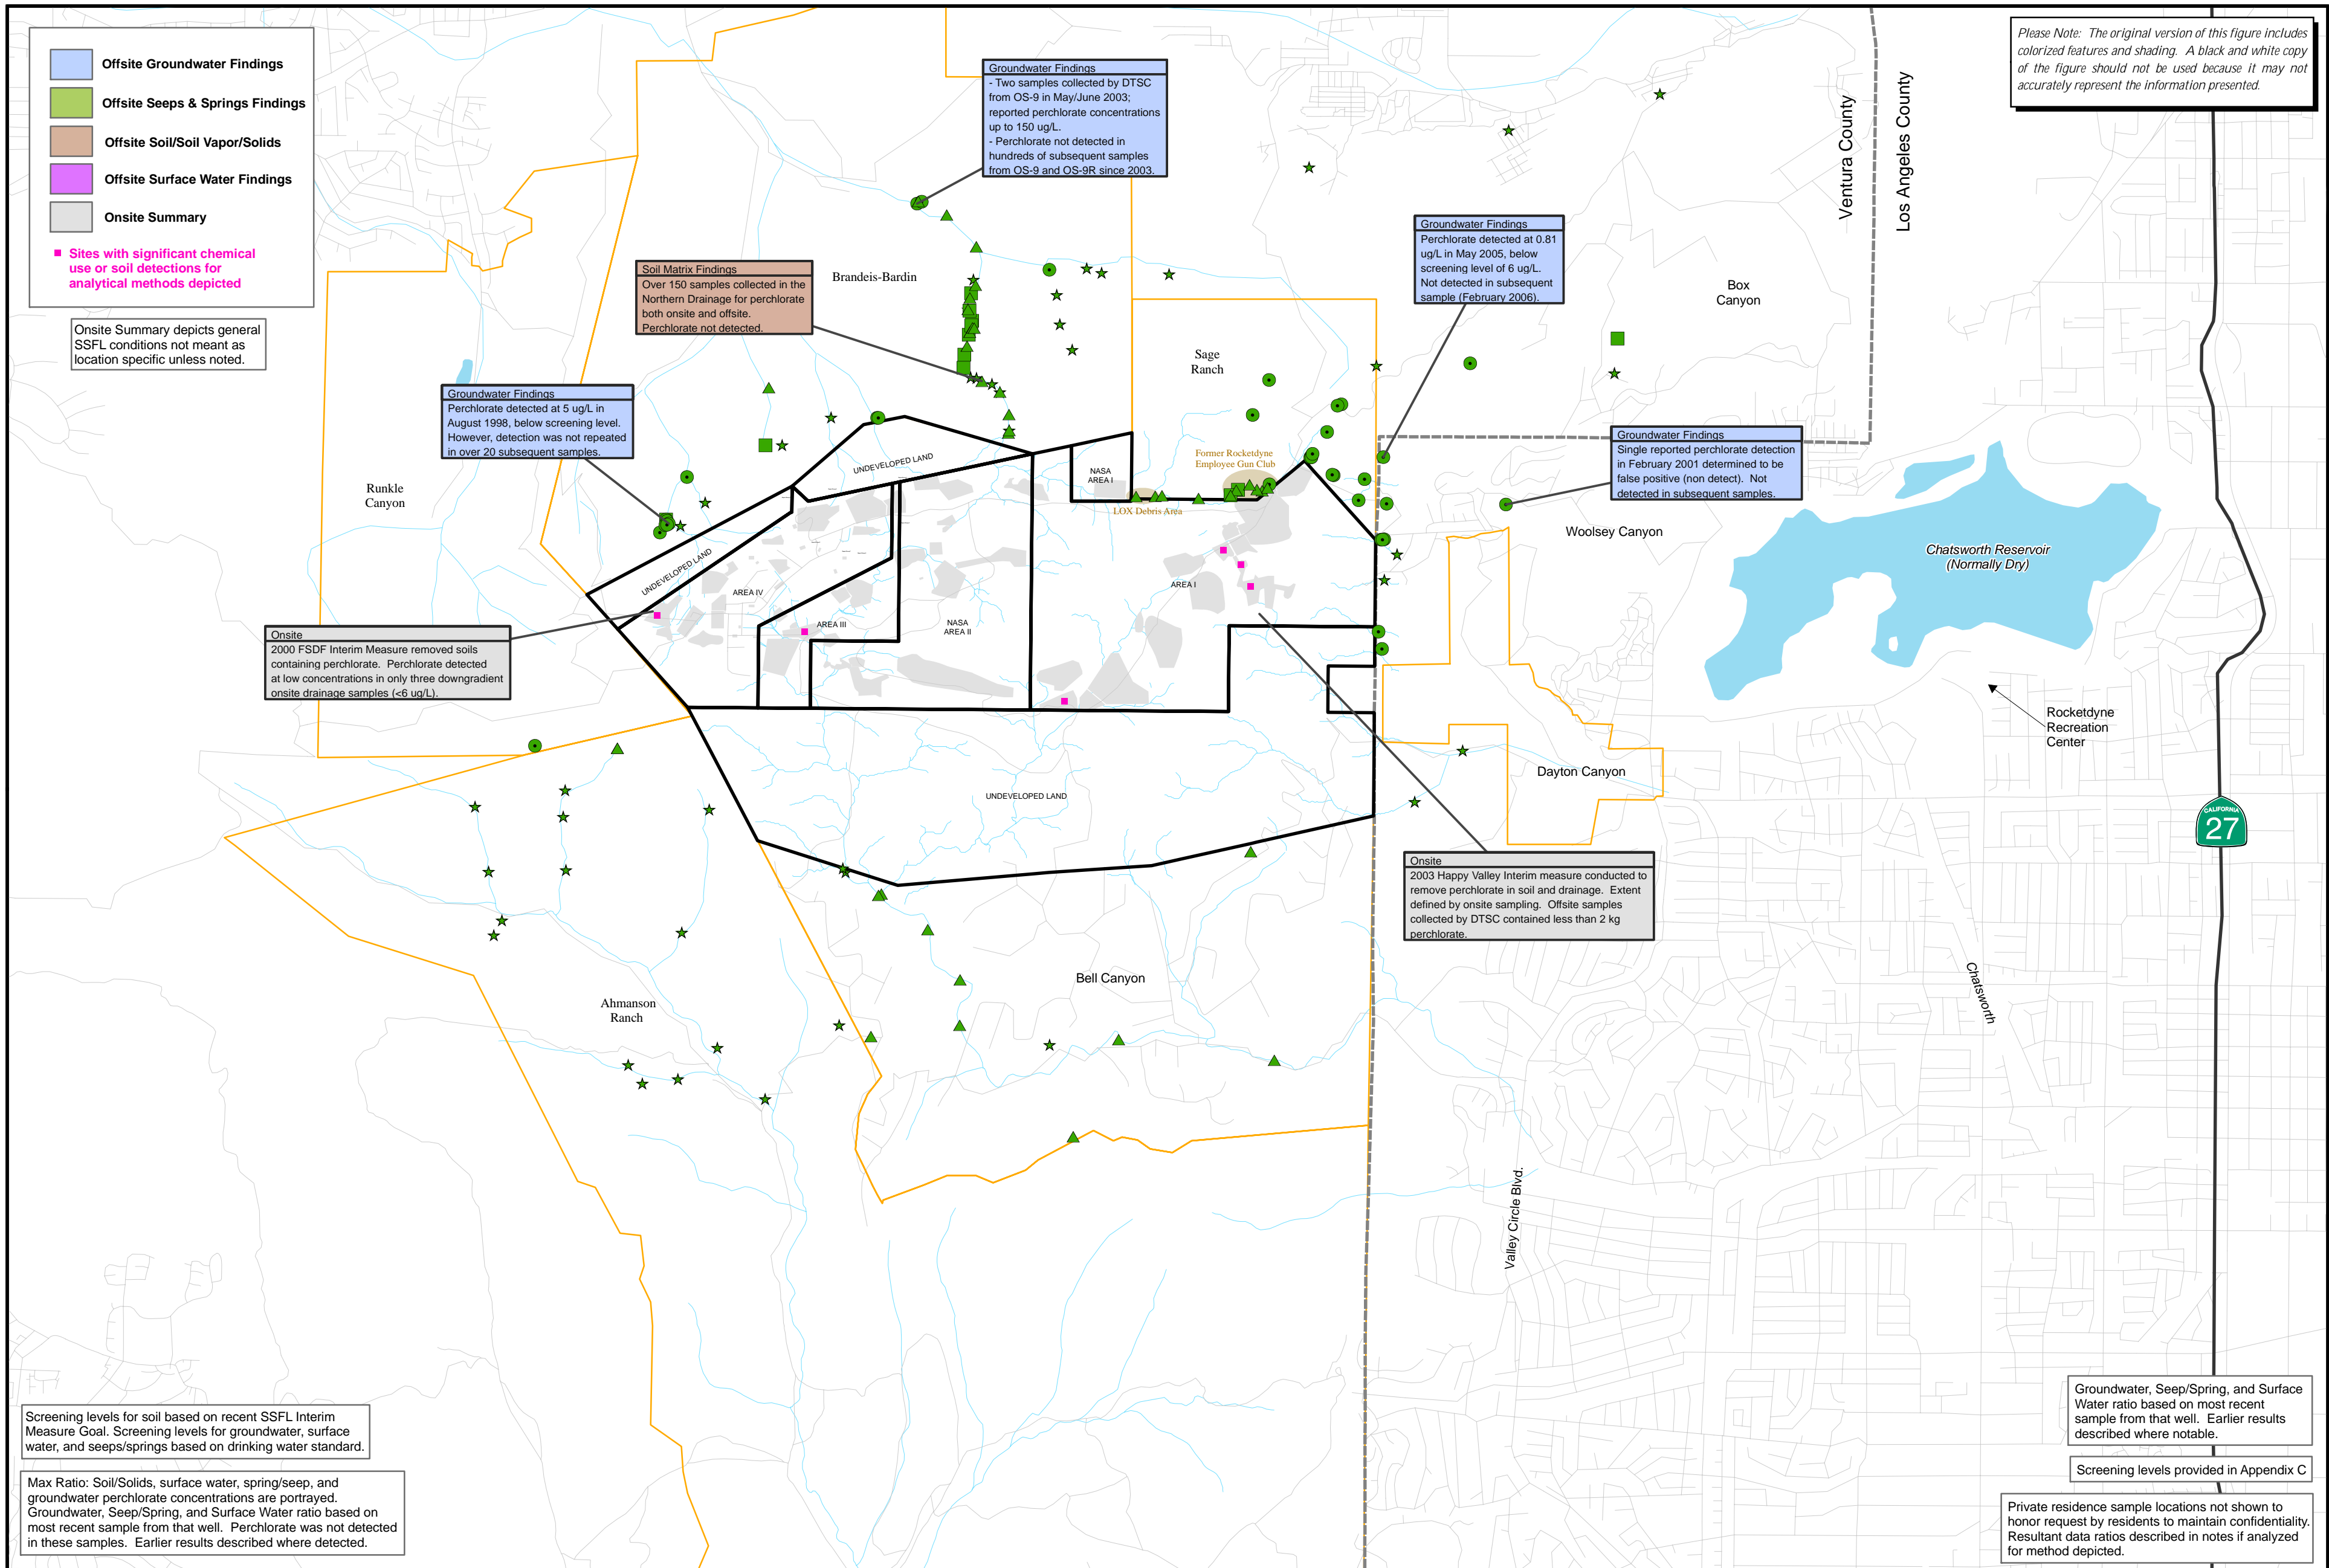 Offsite Groundwater Findings
Offsite Seeps & Springs Findings
Offsite Soil/Soil Vapor/Solids
Offsite Surface Water Findings
Onsite Summary
Sites with significant chemical
use or soil detections for
analytical methods depicted
Onsite Summary depicts general
SSFL conditions not meant as
location specific unless noted.
Please Note: The original version of this figure includes
colorized features and shading. A black and white copy
of the figure should not be used because it may not
accurately represent the information presented.
Ventura County
Los Angeles County
Groundwater Findings
- Two samples collected by DTSC
from OS-9 in May/June 2003;
reported perchlorate concentrations
up to 150 ug/L.
- Perchlorate not detected in
hundreds of subsequent samples
from OS-9 and OS-9R since 2003.
Groundwater Findings
Perchlorate detected at 0.81
ug/L in May 2005, below
screening level of 6 ug/L.
Not detected in subsequent
sample (February 2006).
Soil Matrix Findings
Over 150 samples collected in the
Northern Drainage for perchlorate
both onsite and offsite.
Perchlorate not detected.
Brandeis-Bardin
Box
Canyon
Sage
Ranch
Groundwater Findings
Perchlorate detected at 5 ug/L in
August 1998, below screening level.
However, detection was not repeated
in over 20 subsequent samples.
Groundwater Findings
Single reported perchlorate detection
in February 2001 determined to be
false positive (non detect). Not
detected in subsequent samples.
Runkle
Canyon
UNDEVELOPED LAND
NASA
AREA I
Former Rocketdyne
Employee Gun Club
LOX Debris Area
Woolsey Canyon
Chatsworth Reservoir
(Normally Dry)
UNDEVELOPED LAND
AREA IV
AREA III
NASA
AREA II
AREA I
Onsite
2000 FSDF Interim Measure removed soils
containing perchlorate. Perchlorate detected
at low concentrations in only three downgradient
onsite drainage samples (<6 ug/L).
Rocketdyne
Recreation
Center
Dayton Canyon
UNDEVELOPED LAND
CALIFORNIA
27
Onsite
2003 Happy Valley Interim measure conducted to
remove perchlorate in soil and drainage. Extent
defined by onsite sampling. Offsite samples
collected by DTSC contained less than 2 kg
perchlorate.
Bell Canyon
Ahmanson
Ranch
Chatsworth
Valley Circle Blvd.
Screening levels for soil based on recent SSFL Interim
Measure Goal. Screening levels for groundwater, surface
water, and seeps/springs based on drinking water standard.
Max Ratio: Soil/Solids, surface water, spring/seep, and
groundwater perchlorate concentrations are portrayed.
Groundwater, Seep/Spring, and Surface Water ratio based on
most recent sample from that well. Perchlorate was not detected
in these samples. Earlier results described where detected.
Groundwater, Seep/Spring, and Surface
Water ratio based on most recent
sample from that well. Earlier results
described where notable.
Screening levels provided in Appendix C
Private residence sample locations not shown to
honor request by residents to maintain confidentiality.
Resultant data ratios described in notes if analyzed
for method depicted.